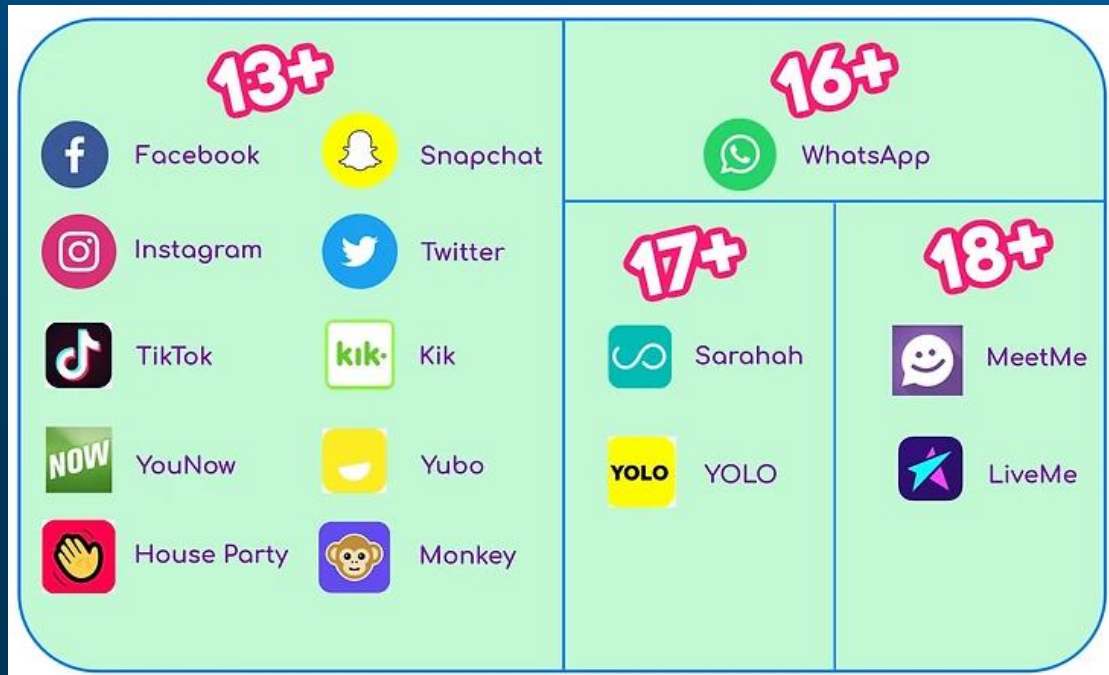 13+
Facebook
Snapchat
Instagram
Twitter
TikTok
kik.
Kik
NOW
YouNow
Yubo
House Party
Monkey
16+
WhatsApp
17+
Sarahah
YOLO
YOLO
18+
MeetMe
LiveMe